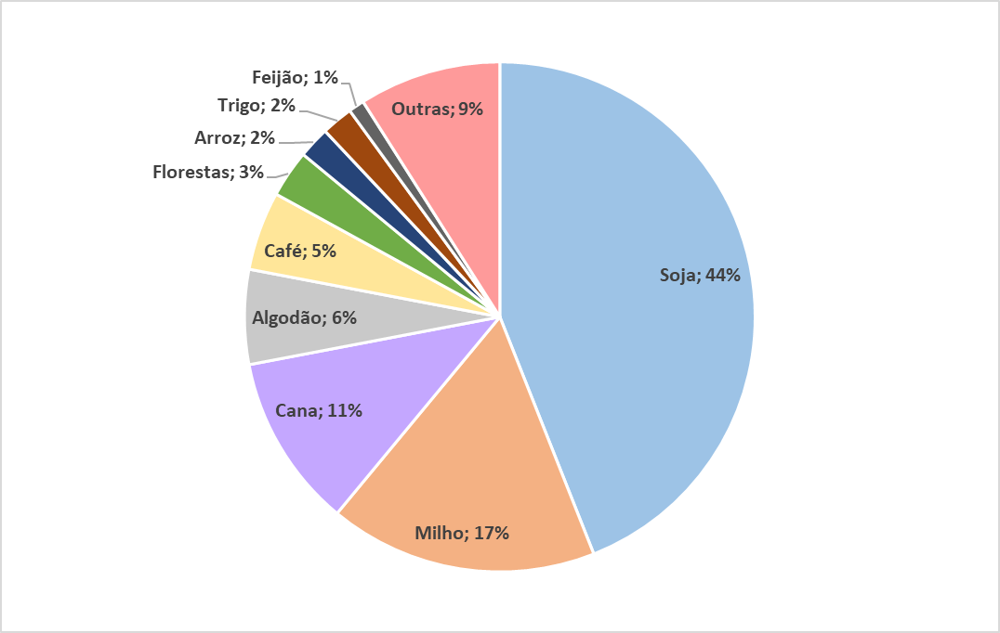 Feijão; 1%
Outras; 9%
Trigo; 2%
Arroz; 2%
Florestas; 3%
Café; 5%
Soja; 44%
Algodão; 6%
Cana; 11%
Milho; 17%